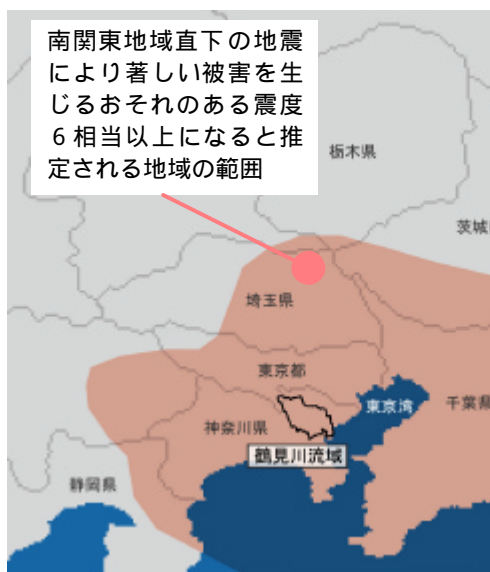 南関東地域直下の地震
により著しい被害を生
じるおそれのある震度
６相当以上になると推
定される地域の範囲
栃木県
茨城
埼玉県
東京都
東京湾
千葉県
神奈川県
鶴見川流域
静岡県